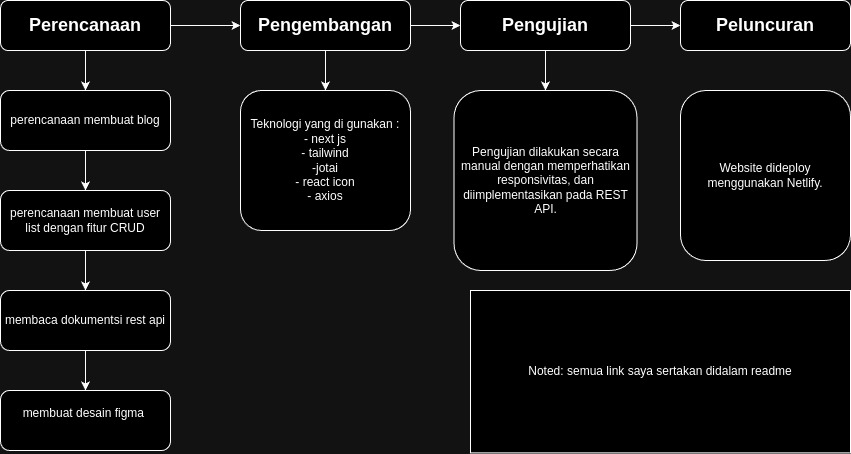 Perencanaan
perencanaan membuat blog
perencanaan membuat user
list dengan fitur CRUD
membaca dokumentsi rest api
membuat desain figma
Pengembangan
Teknologi yang di gunakan :
- next js
- tailwind
-jotai
- react icon
- axios
Pengujian
Pengujian dilakukan secara
manual dengan memperhatikan
responsivitas, dan
diimplementasikan pada REST
API.
Peluncuran
Website dideploy
menggunakan Netlify.
Noted: semua link saya sertakan didalam readme